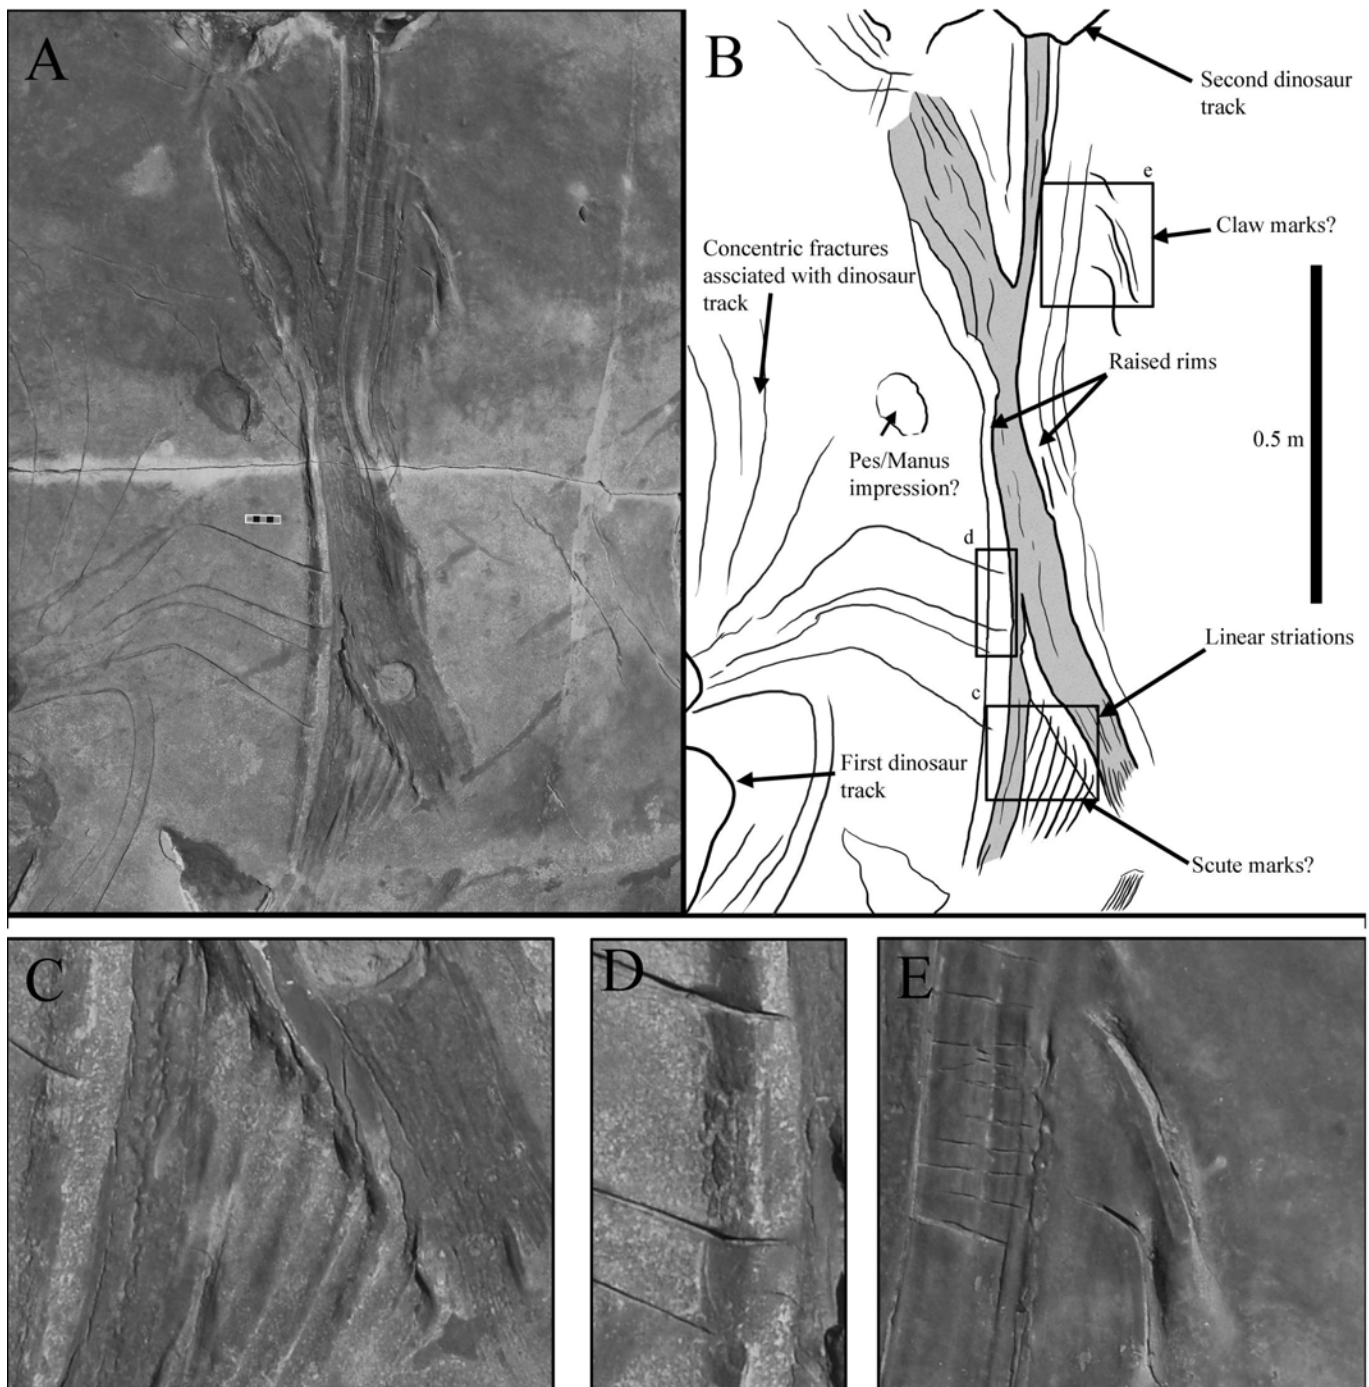 A
B
Second dinosaur
track
e
Claw marks?
Concentric fractures
assciated with dinosaur
track
Raised rims
0.5 m
Pes/Manus
impression?
d
Linear striations
c
First dinosaur
track
Scute marks?
C
D
E